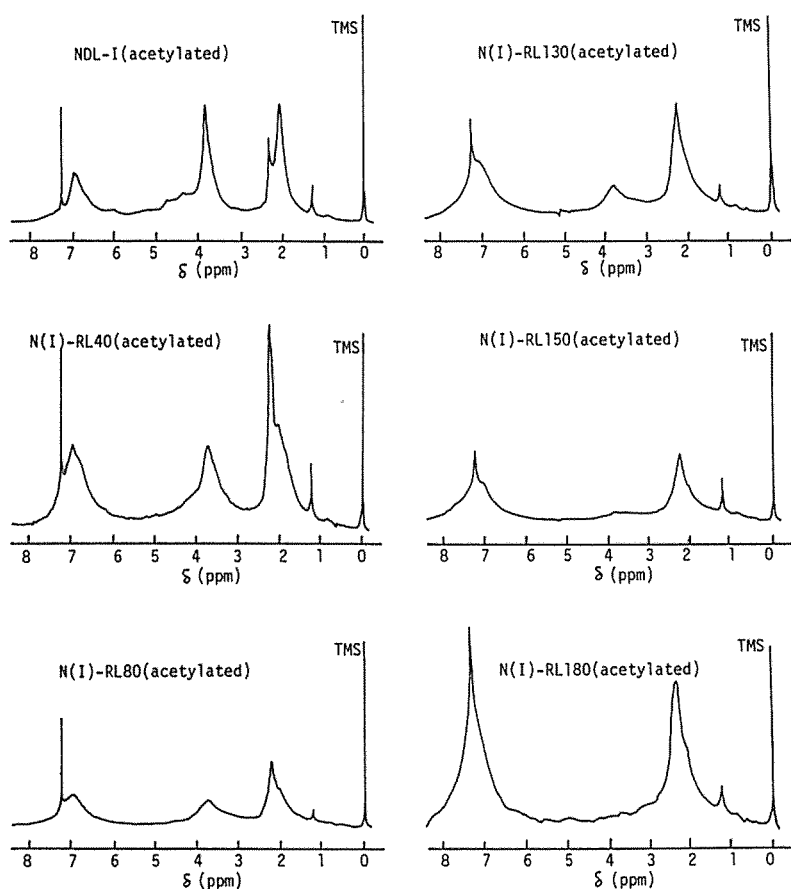 TMS
NDL-I(acetylated)
8 7 6 5 4 3 2 1 0
δ (ppm)
TMS
N(I)-RL130(acetylated)
8 7 6 5 4 3 2 1 0
δ (ppm)
TMS
N(I)-RL40(acetylated)
8 7 6 5 4 3 2 1 0
δ (ppm)
TMS
N(I)-RL150(acetylated)
8 7 6 5 4 3 2 1 0
δ (ppm)
TMS
N(I)-RL80(acetylated)
8 7 6 5 4 3 2 1 0
δ (ppm)
TMS
N(I)-RL180(acetylated)
8 7 6 5 4 3 2 1 0
δ (ppm)